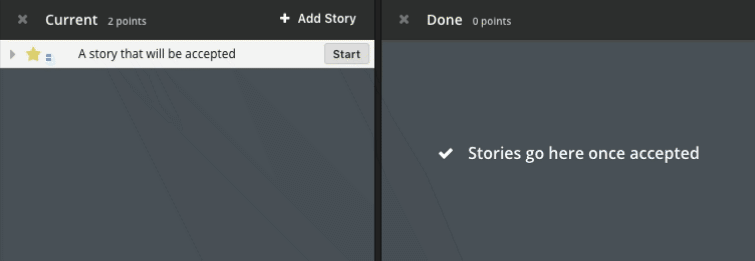 Current 2 points
+ Add Story
A story that will be accepted
Start
Done 0 points
Stories go here once accepted